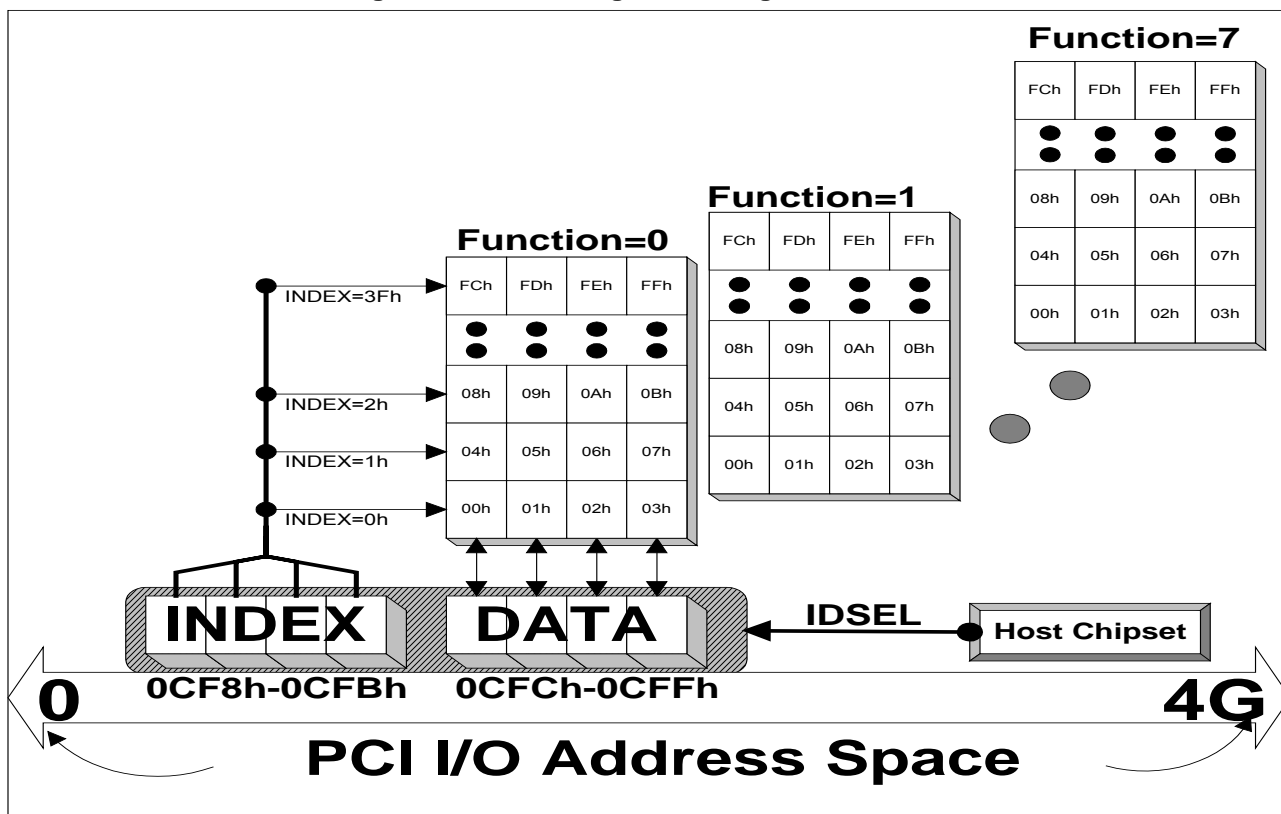 Function=7
FCh FDh FEh FFh
08h 09h 0Ah 0Bh
04h 05h 06h 07h
00h 01h 02h 03h
Function=1
FCh FDh FEh FFh
08h 09h 0Ah 0Bh
04h 05h 06h 07h
00h 01h 02h 03h
Function=0
FCh FDh FEh FFh
08h 09h 0Ah 0Bh
04h 05h 06h 07h
00h 01h 02h 03h
INDEX=3Fh
INDEX=2h
INDEX=1h
INDEX=0h
INDEX
DATA
IDSEL
Host Chipset
0CF8h-0CFBh
0CFCh-0CFFh
0
4G
PCI I/O Address Space